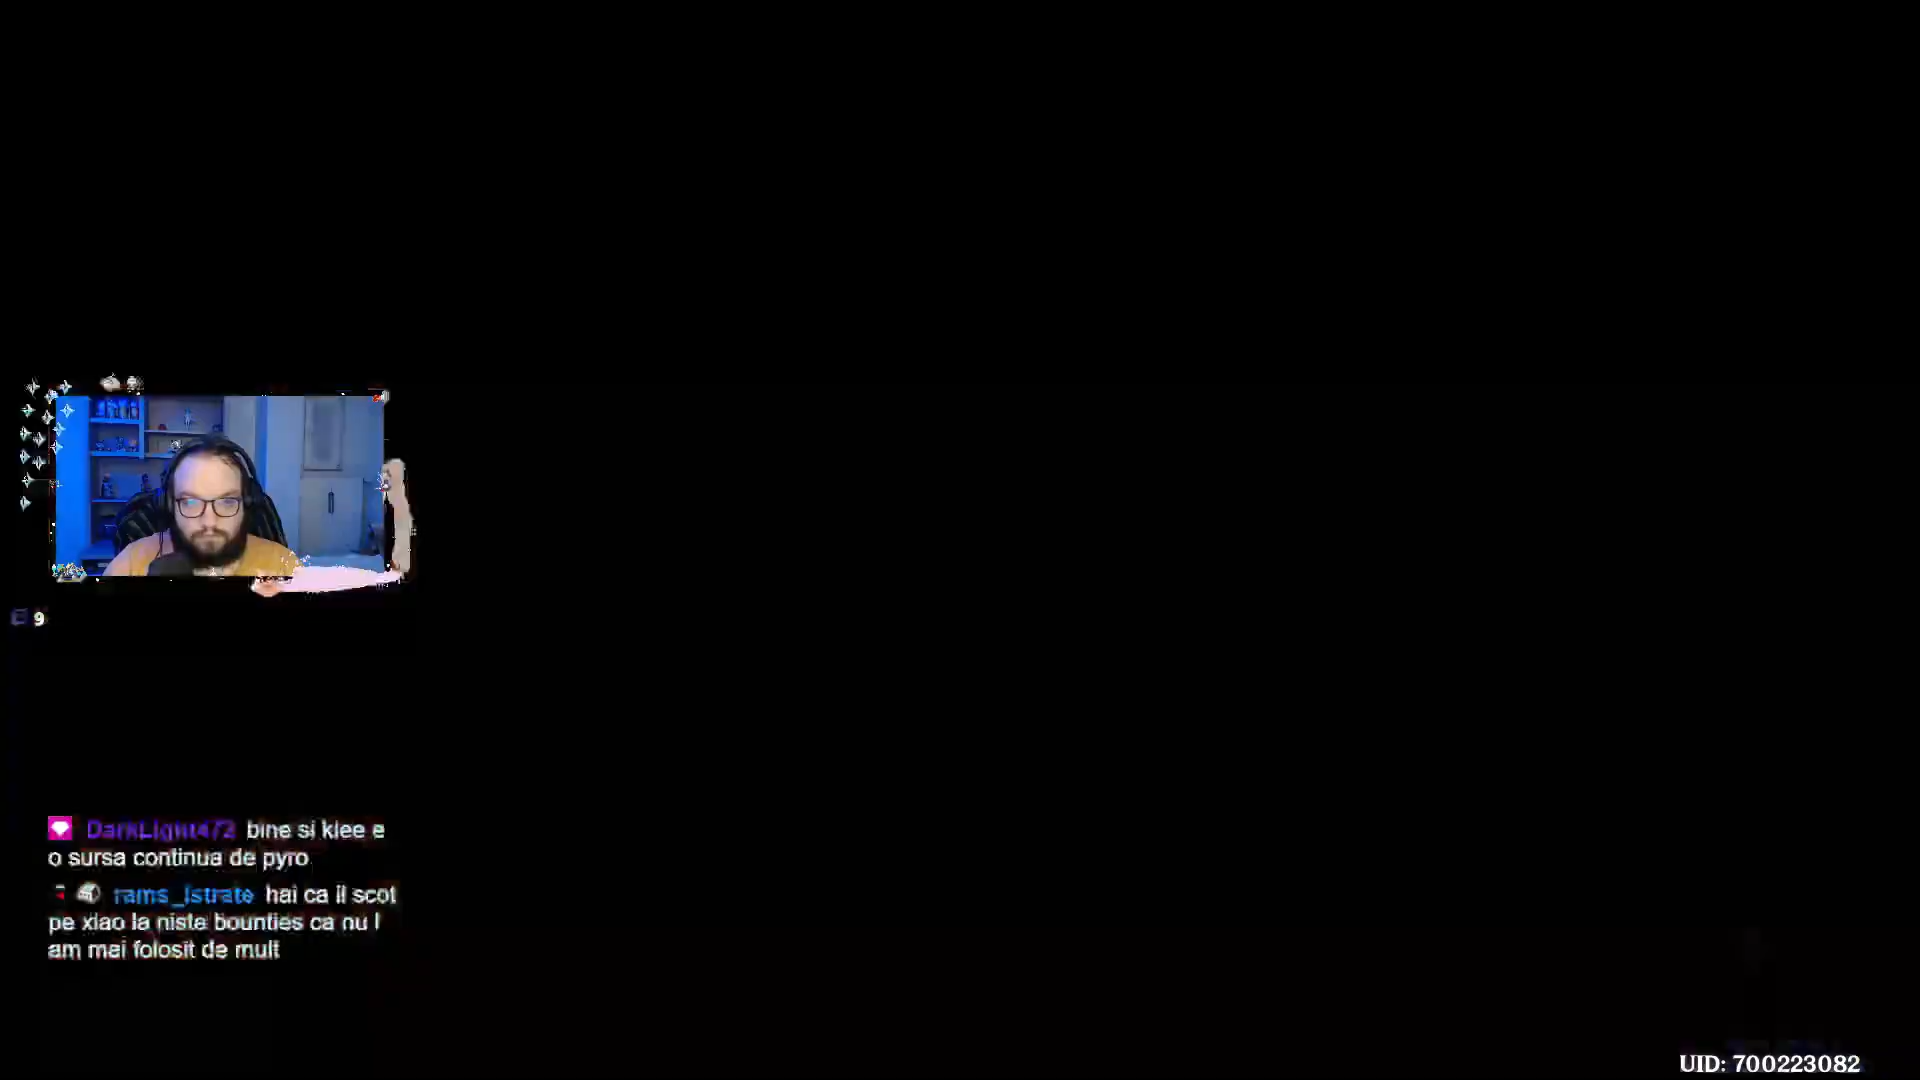 9
DarkLight472 bine si klee e
o sursa continua de pyro
rams_istrate hai ca il scot
pe xiao la niste bounties ca nu l
am mai folosit de mult
UID: 700223082